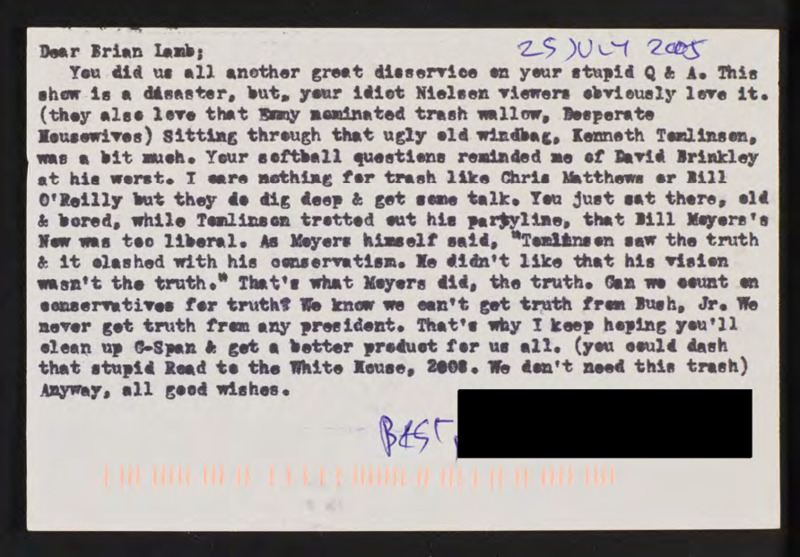 25 JULY 2005
Dear Brian Lamb;
You did us all another great disservice on your stupid Q & A. This
show is a disaster, but, your idiot Nielsen viewers obviously love it.
(they also love that Emmy nominated trash wallow, Desperate
Housewives) Sitting through that ugly old windbag, Kenneth Tomlinson,
was a bit much. Your softball questions reminded me of David Brinkley
at his worst. I care nothing for trash like Chris Matthews or Bill
O'Reilly but they do dig deep & get some talk. You just sat there, old
& bored, while Tomlinson trotted out his partyline, that Bill Moyers's
Now was too liberal. As Moyers himself said, "Tomlinson saw the truth
& it clashed with his conservatism. He didn't like that his vision
wasn't the truth." That's what Moyers did, the truth. Can we count on
conservatives for truth? We know we can't get truth from Bush, Jr. We
never get truth from any president. That's why I keep hoping you'll
clean up C-Span & get a better product for us all. (you could dash
that stupid Road to the White House, 2008. We don't need this trash)
Anyway, all good wishes.
BEST,